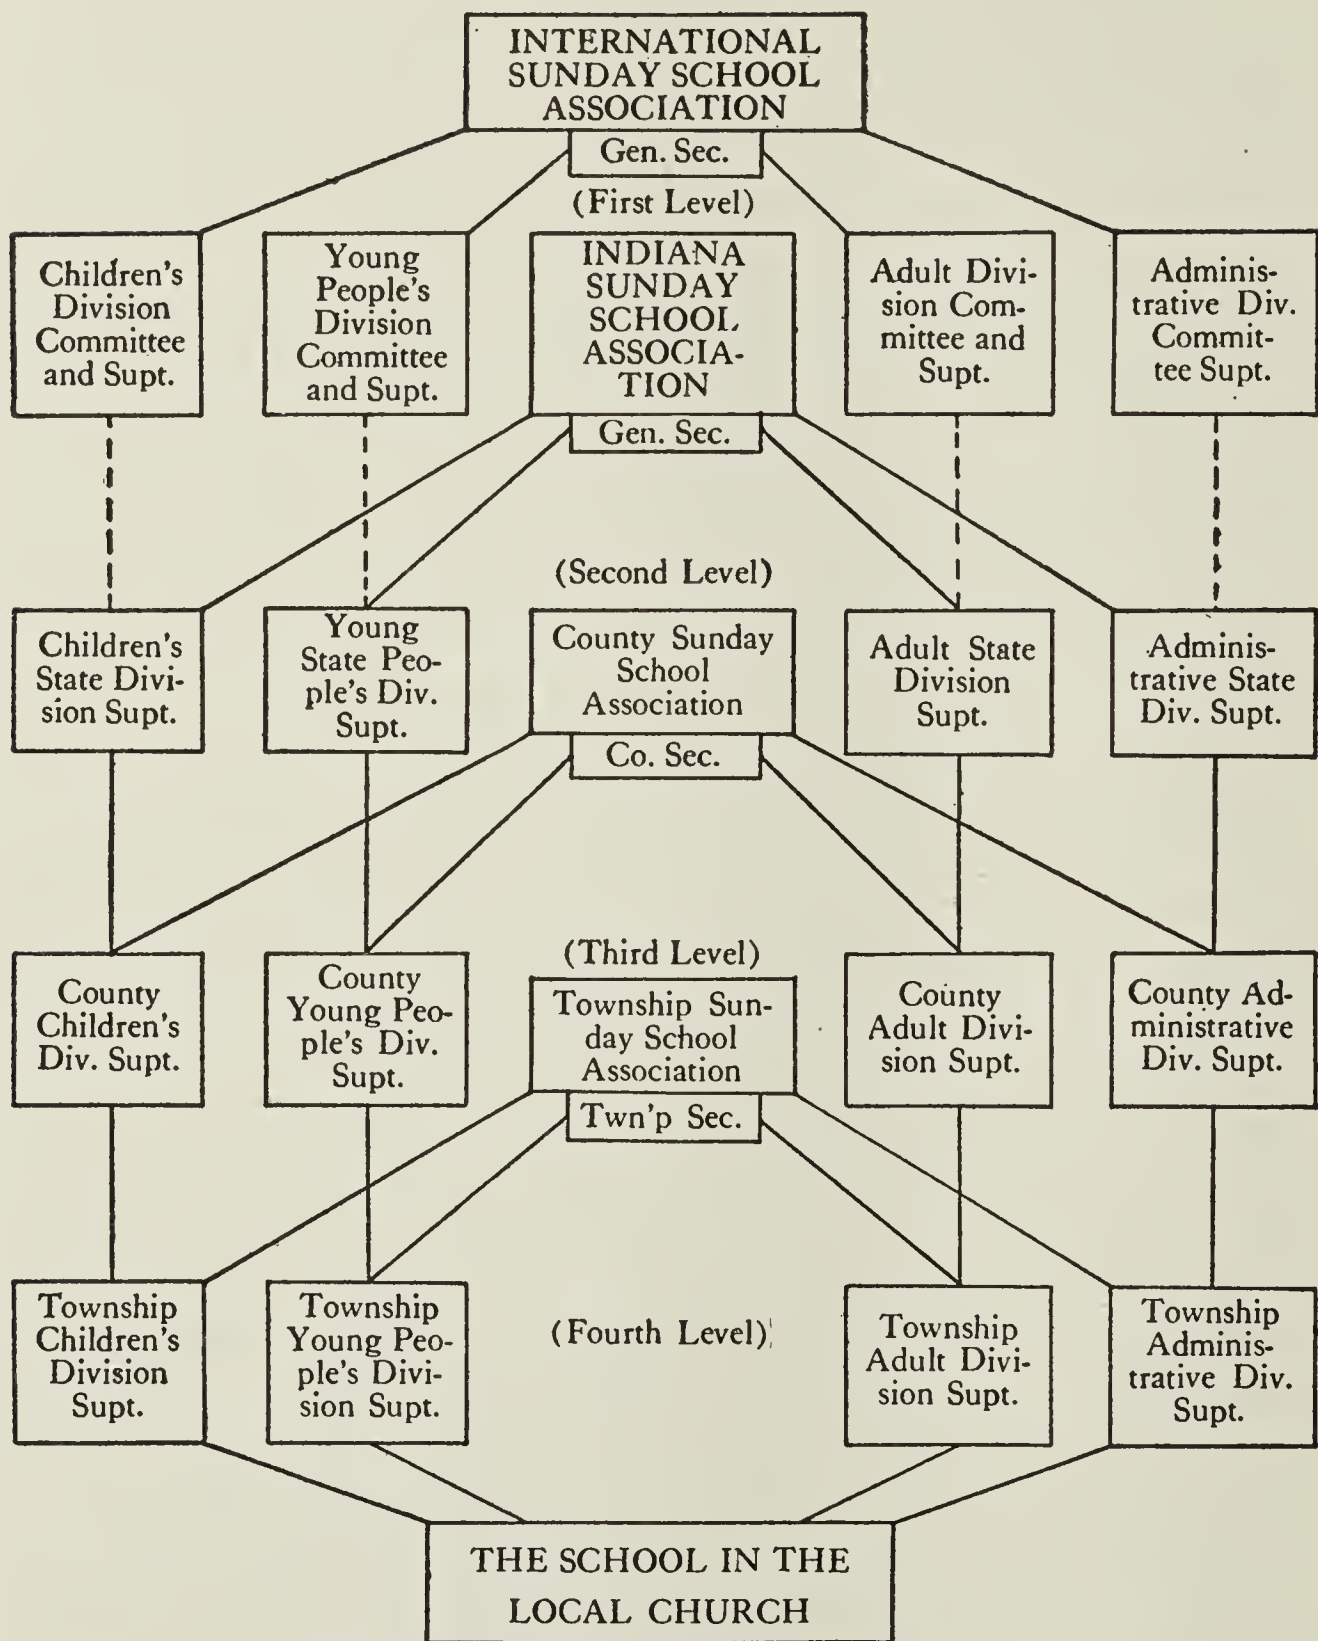 INTERNATIONAL
SUNDAY SCHOOL
ASSOCIATION
Gen. Sec.
(First Level)
Children's
Division
Committee
and Supt.
Young
People's
Division
Committee
and Supt.
INDIANA
SUNDAY
SCHOOL
ASSOCIA-
TION
Gen. Sec.
Adult Divi-
sion Com-
mittee and
Supt.
Adminis-
trative Div.
Commit-
tee Supt.
(Second Level)
Children's
State Divi-
sion Supt.
Young
State Peo-
ple's Div.
Supt.
County Sunday
School
Association
Co. Sec.
Adult State
Division
Supt.
Adminis-
trative State
Div. Supt.
(Third Level)
County
Children's
Div. Supt.
County
Young Peo-
ple's Div.
Supt.
Township Sun-
day School
Association
Twn'p Sec.
County
Adult Divi-
sion Supt.
County Ad-
ministrative
Div. Supt.
Township
Children's
Division
Supt.
Township
Young Peo-
ple's Divi-
sion Supt.
(Fourth Level)
Township
Adult Divi-
sion Supt.
Township
Adminis-
trative Div.
Supt.
THE SCHOOL IN THE
LOCAL CHURCH